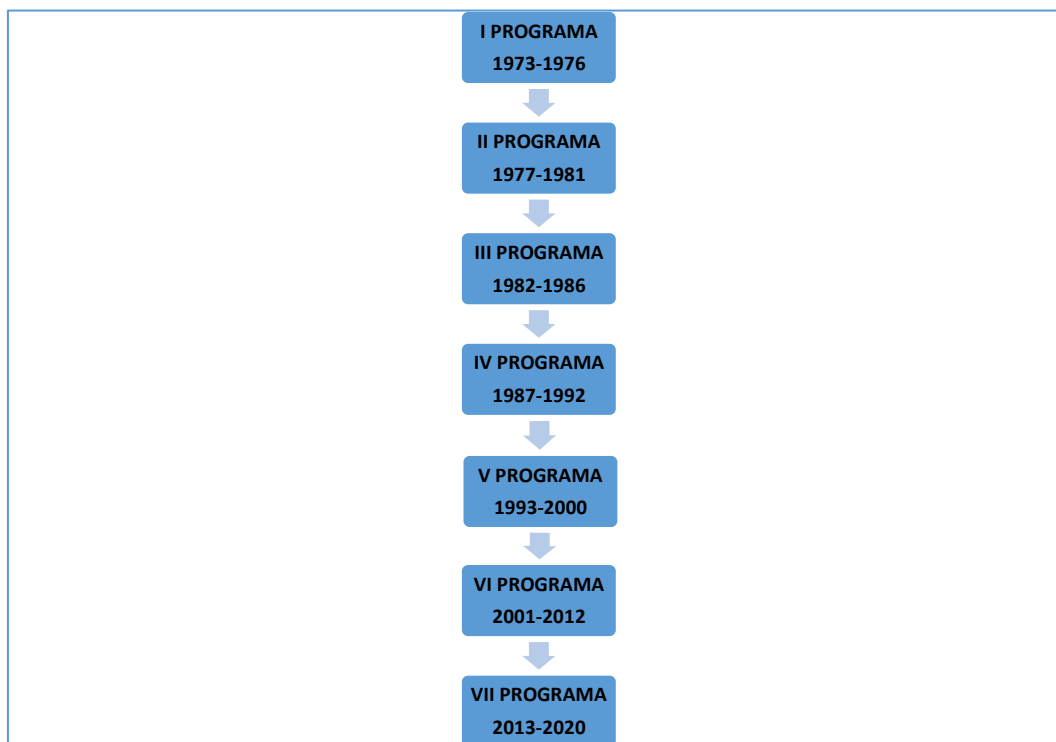 I PROGRAMA
1973-1976
II PROGRAMA
1977-1981
III PROGRAMA
1982-1986
IV PROGRAMA
1987-1992
V PROGRAMA
1993-2000
VI PROGRAMA
2001-2012
VII PROGRAMA
2013-2020